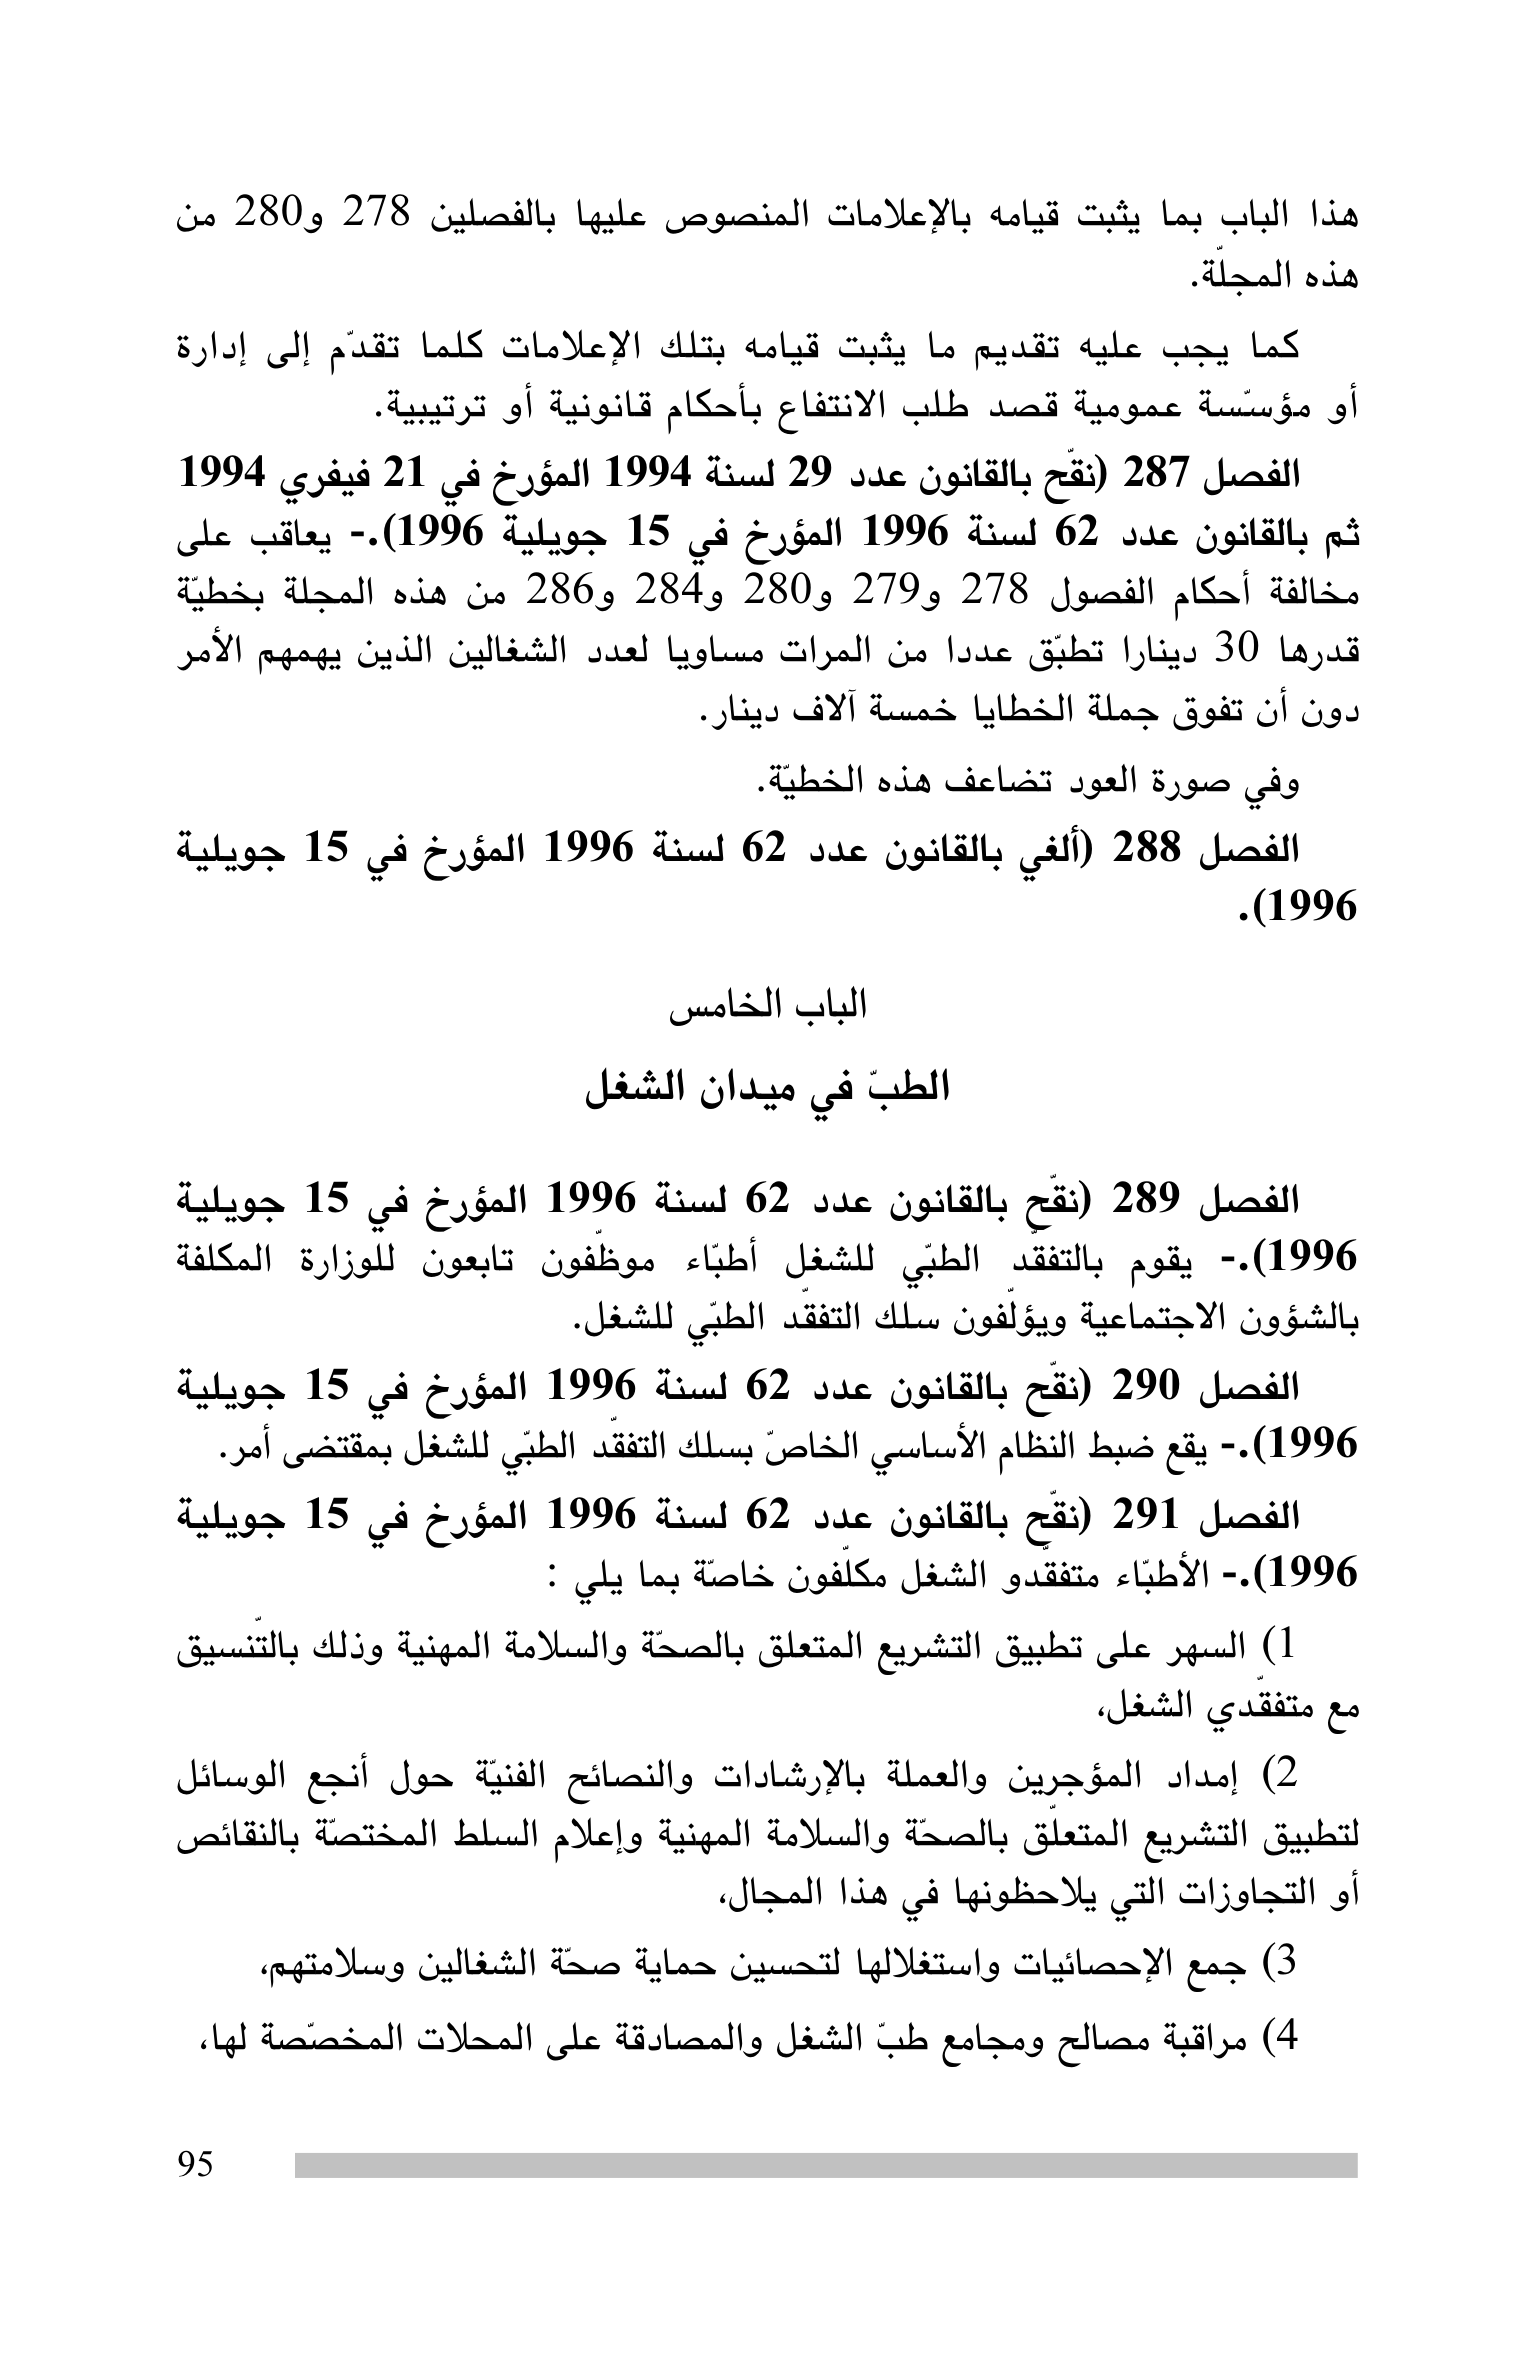 هذا الباب بما يثبت قيامه بالإعلامات المنصوص عليها بالفصلين 278 و280 من
هذه المجلّة.
كما يجب عليه تقديم ما يثبت قيامه بتلك الإعلامات كلما تقدّم إلى إدارة
أو مؤسّسة عمومية قصد طلب الانتفاع بأحكام قانونية أو ترتيبية.
الفصل 287 (نقّح بالقانون عدد 29 لسنة 1994 المؤرخ في 21 فيفري 1994
ثم بالقانون عدد 62 لسنة 1996 المؤرخ في 15 جويلية 1996).- يعاقب على
مخالفة أحكام الفصول 278 و279 و280 و284 و286 من هذه المجلة بخطيّة
قدرها 30 دينارا تطبّق عددا من المرات مساويا لعدد الشغالين الذين يهمهم الأمر
دون أن تفوق جملة الخطايا خمسة آلاف دينار.
وفي صورة العود تضاعف هذه الخطيّة.
الفصل 288 (ألغي بالقانون عدد 62 لسنة 1996 المؤرخ في 15 جويلية
1996).
الباب الخامس
الطبّ في ميدان الشغل
الفصل 289 (نقّح بالقانون عدد 62 لسنة 1996 المؤرخ في 15 جويلية
1996).- يقوم بالتفقّد الطبّي للشغل أطبّاء موظّفون تابعون للوزارة المكلفة
بالشؤون الاجتماعية ويؤلّفون سلك التفقّد الطبّي للشغل.
الفصل 290 (نقّح بالقانون عدد 62 لسنة 1996 المؤرخ في 15 جويلية
1996).- يقع ضبط النظام الأساسي الخاصّ بسلك التفقّد الطبّي للشغل بمقتضى أمر.
الفصل 291 (نقّح بالقانون عدد 62 لسنة 1996 المؤرخ في 15 جويلية
1996).- الأطبّاء متفقّدو الشغل مكلّفون خاصّة بما يلي :
1) السهر على تطبيق التشريع المتعلق بالصحّة والسلامة المهنية وذلك بالتّنسيق
مع متفقّدي الشغل،
2) إمداد المؤجرين والعملة بالإرشادات والنصائح الفنيّة حول أنجع الوسائل
لتطبيق التشريع المتعلّق بالصحّة والسلامة المهنية وإعلام السلط المختصّة بالنقائص
أو التجاوزات التي يلاحظونها في هذا المجال،
3) جمع الإحصائيات واستغلالها لتحسين حماية صحّة الشغالين وسلامتهم،
4) مراقبة مصالح ومجامع طبّ الشغل والمصادقة على المحلات المخصّصة لها،
95